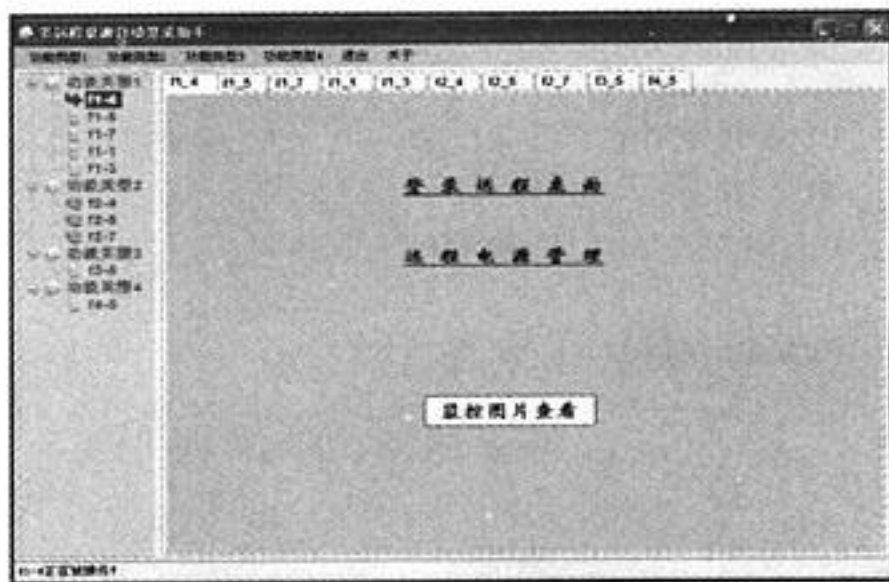 功能类型1 功能类型2 功能类型3 功能类型4 退出 关于
功能类型1
f1-4
f1-5
f1-7
f1-1
f1-3
功能类型2
f2-4
f2-5
f2-7
功能类型3
f3-5
功能类型4
f4-5
f1_4 f1_5 f1_7 f1_1 f1_3 f2_4 f2_5 f2_7 f3_5 f4_5
登录远程桌面
远程电源管理
监控图片查看